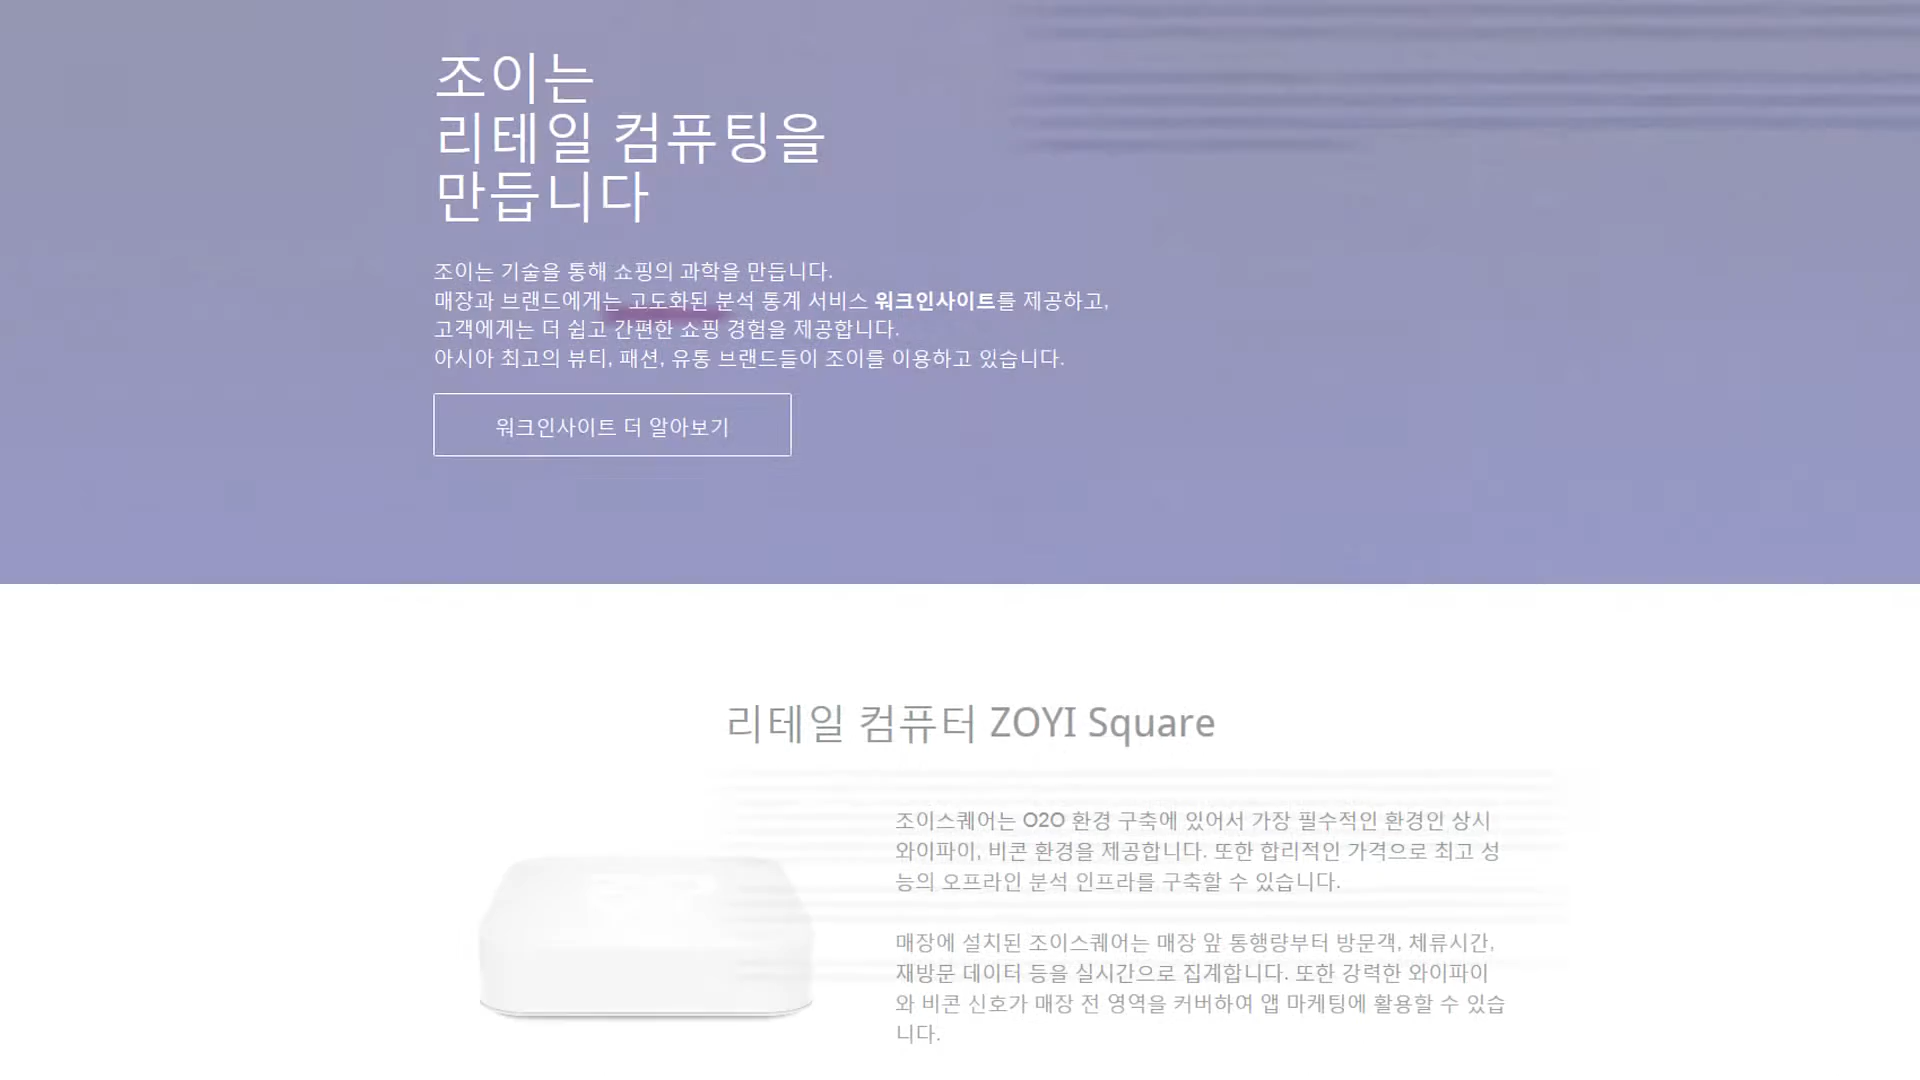 조이는
리테일 컴퓨팅을
만듭니다
조이는 기술을 통해 쇼핑의 과학을 만듭니다.
매장과 브랜드에게는 고도화된 분석 통계 서비스 워크인사이트를 제공하고,
고객에게는 더 쉽고 간편한 쇼핑 경험을 제공합니다.
아시아 최고의 뷰티, 패션, 유통 브랜드들이 조이를 이용하고 있습니다.
워크인사이트 더 알아보기
리테일 컴퓨터 ZOYI Square
조이스퀘어는 O2O 환경 구축에 있어서 가장 필수적인 환경인 상시
와이파이, 비콘 환경을 제공합니다. 또한 합리적인 가격으로 최고 성
능의 오프라인 분석 인프라를 구축할 수 있습니다.
매장에 설치된 조이스퀘어는 매장 앞 통행량부터 방문객, 체류시간,
재방문 데이터 등을 실시간으로 집계합니다. 또한 강력한 와이파이
와 비콘 신호가 매장 전 영역을 커버하여 앱 마케팅에 활용할 수 있습
니다.